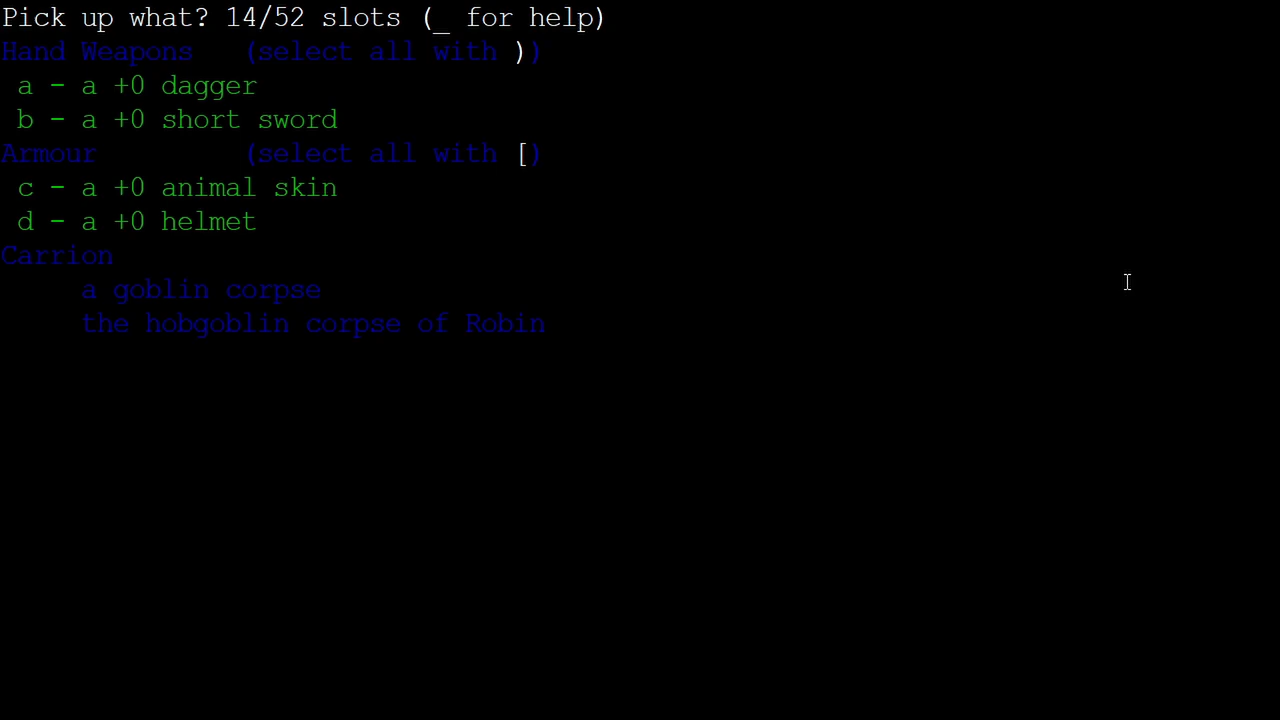 Pick up what? 14/52 slots (_ for help)
Hand Weapons (select all with ))
a - a +0 dagger
b - a +0 short sword
Armour (select all with [)
c - a +0 animal skin
d - a +0 helmet
Carrion
a goblin corpse
the hobgoblin corpse of Robin